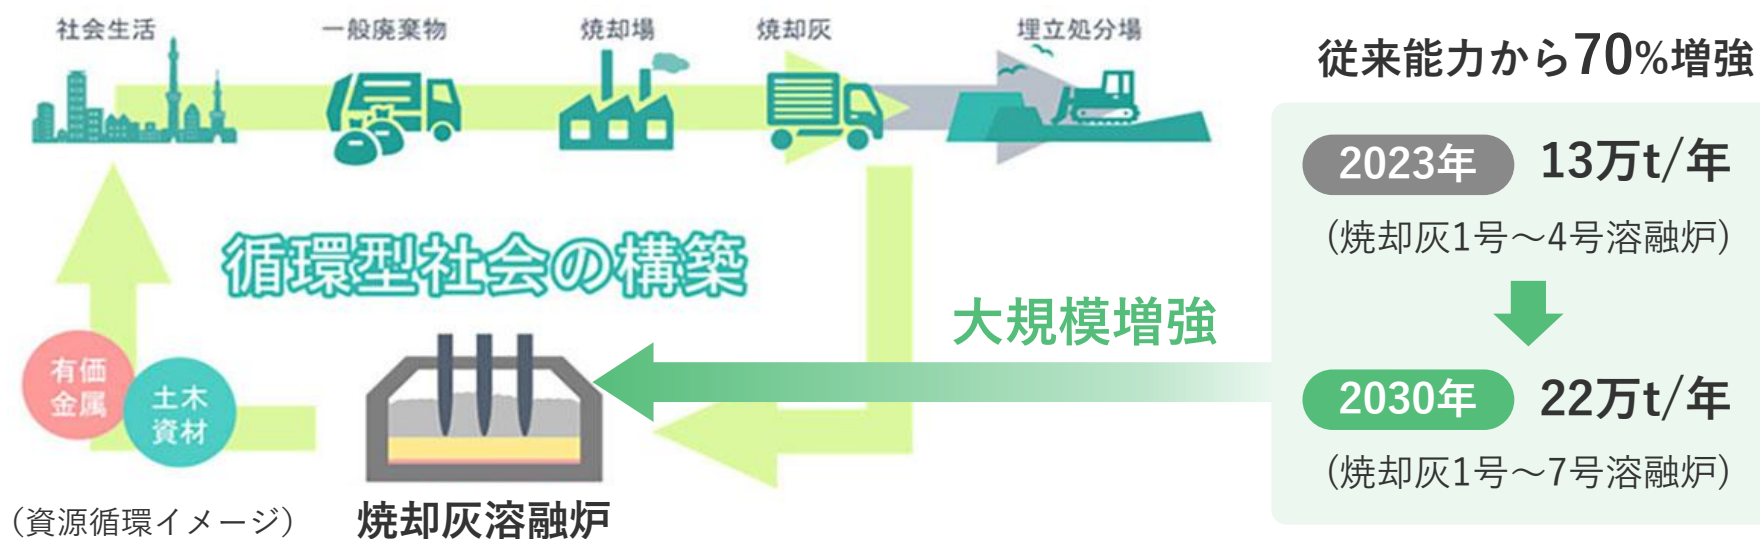 社会生活
一般廃棄物
焼却場
焼却灰
埋立処分場
従来能力から70%増強
2023年 13万t/年
(焼却灰1号～4号溶融炉)
循環型社会の構築
大規模増強
有価
金属
土木
資材
2030年 22万t/年
(焼却灰1号～7号溶融炉)
(資源循環イメージ)
焼却灰溶融炉